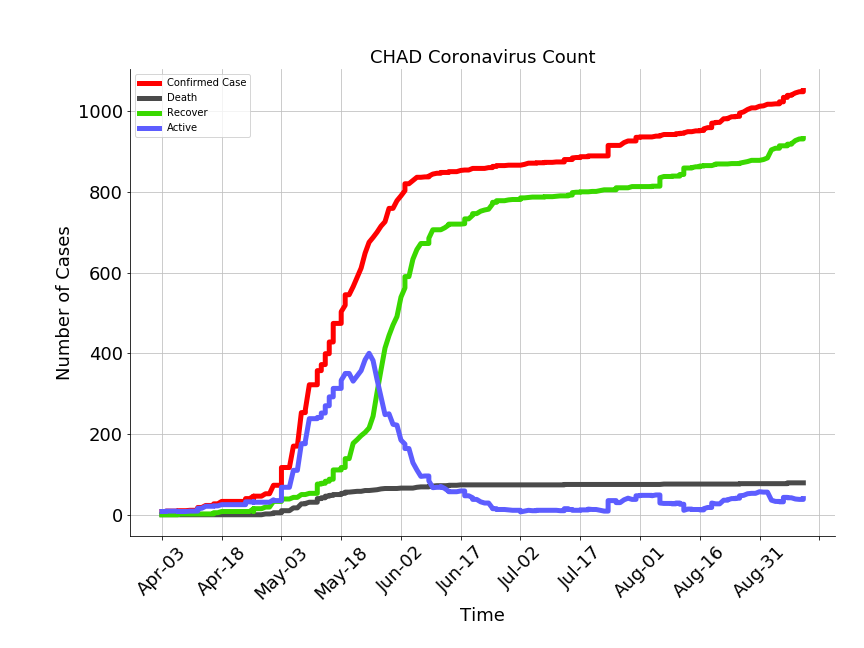 CHAD Coronavirus Count
Confirmed Case
Death
Recover
Active
Number of Cases
1000
800
600
400
200
0
Apr-03
Apr-18
May-03
May-18
Jun-02
Jun-17
Jul-02
Jul-17
Aug-01
Aug-16
Aug-31
Time